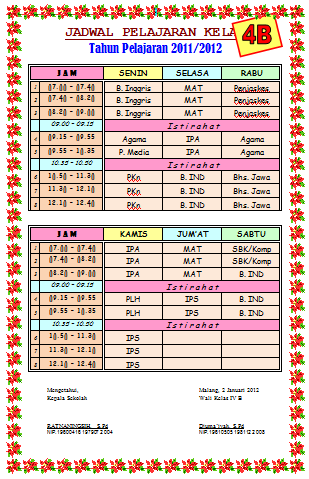 JADWAL PELAJARAN KELA
4B
Tahun Pelajaran 2011/2012
JAM SENIN SELASA RABU
1 07.00 - 07.40 B. Inggris MAT Penjaskes
2 07.40 - 08.20 B. Inggris MAT Penjaskes
3 08.20 - 09.00 B. Inggris MAT Penjaskes
09.00 - 09.15 Istirahat
4 09.15 - 09.55 Agama IPA Agama
5 09.55 - 10.35 P. Media IPA Agama
10.35 - 10.50 Istirahat
6 10.50 - 11.30 PKn B. IND Bhs. Jawa
7 11.30 - 12.10 PKn B. IND Bhs. Jawa
8 12.10 - 12.40 PKn B. IND Bhs. Jawa
JAM KAMIS JUM'AT SABTU
1 07.00 - 07.40 IPA MAT SBK/Komp
2 07.40 - 08.20 IPA MAT SBK/Komp
3 08.20 - 09.00 IPA MAT B. IND
09.00 - 09.15 Istirahat
4 09.15 - 09.55 PLH IPS B. IND
5 09.55 - 10.35 PLH IPS B. IND
10.35 - 10.50 Istirahat
6 10.50 - 11.30 IPS
7 11.30 - 12.10 IPS
8 12.10 - 12.40 IPS
Mengetahui, Malang, 2 Januari 2012
Kepala Sekolah Wali Kelas IV B
S.Pd S.Pd
NIP. NIP.